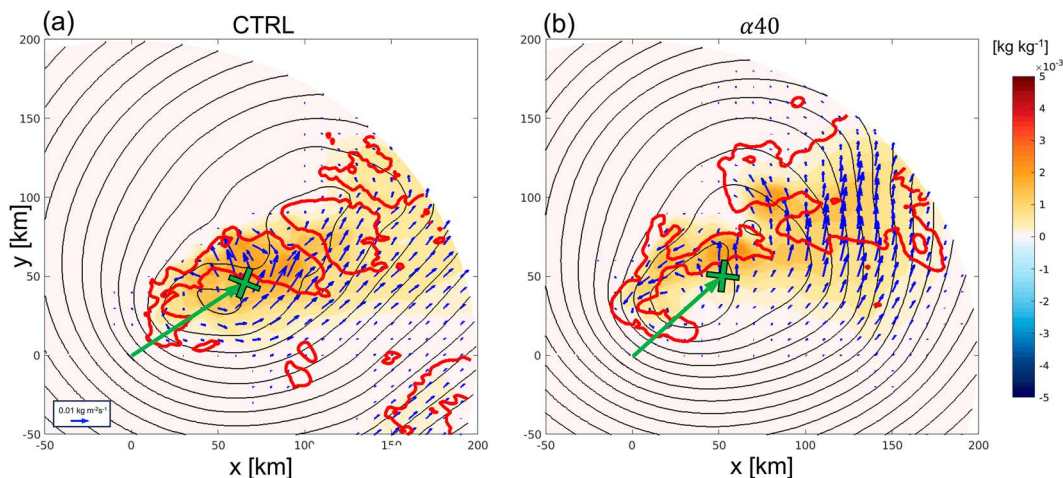 (a) CTRL (b) α40
[kg kg⁻¹]
×10⁻³
200 200 5
4
150 150 3
2
100 100 1
y [km] 0
50 50 -1
-2
0 0 -3
0.01 kg m⁻²s⁻¹ -4
-50 -50 -5
-50 0 50 100 150 200 -50 0 50 100 150 200
x [km] x [km]